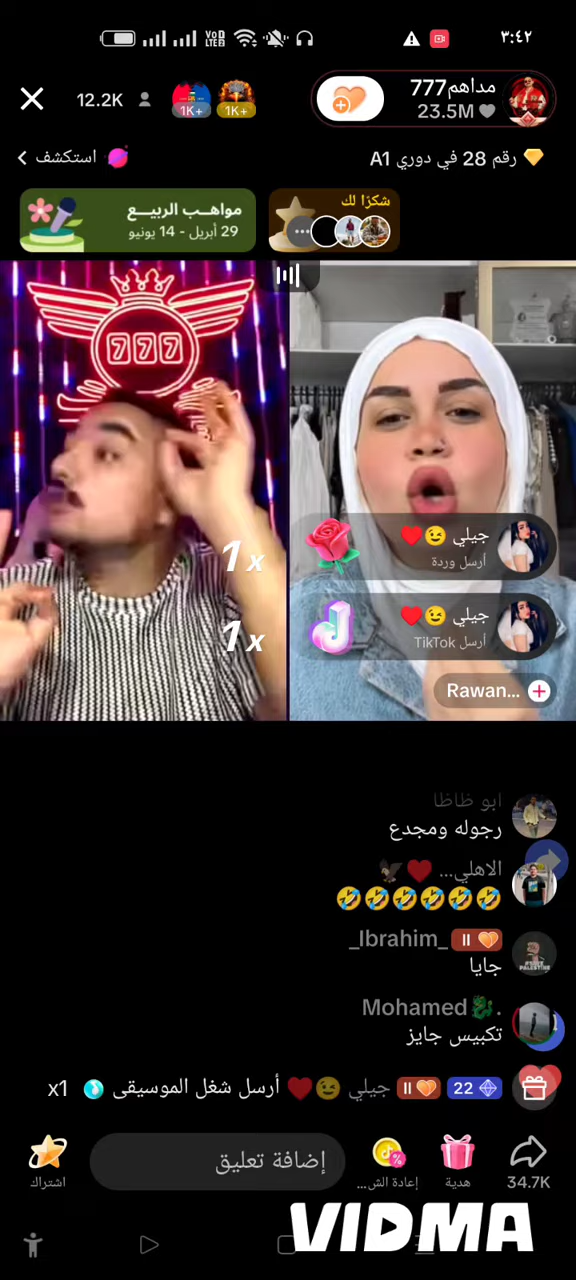 ٣:٤٢
VoD LTE2
مداهم777
23.5M
1K+
1K+
12.2K
رقم 28 في دوري A1
استكشف
شكرًا لك
مواهب الربيع
29 أبريل - 14 يونيو
777
جيلي 😉♥️
أرسل وردة
1x
جيلي 😉♥️
أرسل TikTok
1x
Rawan...
ابو ظاظا
رجوله ومجدع
الاهلي... ♥️🦅
🤣🤣🤣🤣🤣🤣
_Ibrahim_
جايا
Mohamed🐉.
تكبيس جايز
22 جيلي 😉♥️ أرسل شغل الموسيقى x1
إضافة تعليق
اشتراك
إعادة الش...
هدية
34.7K
VIDMA